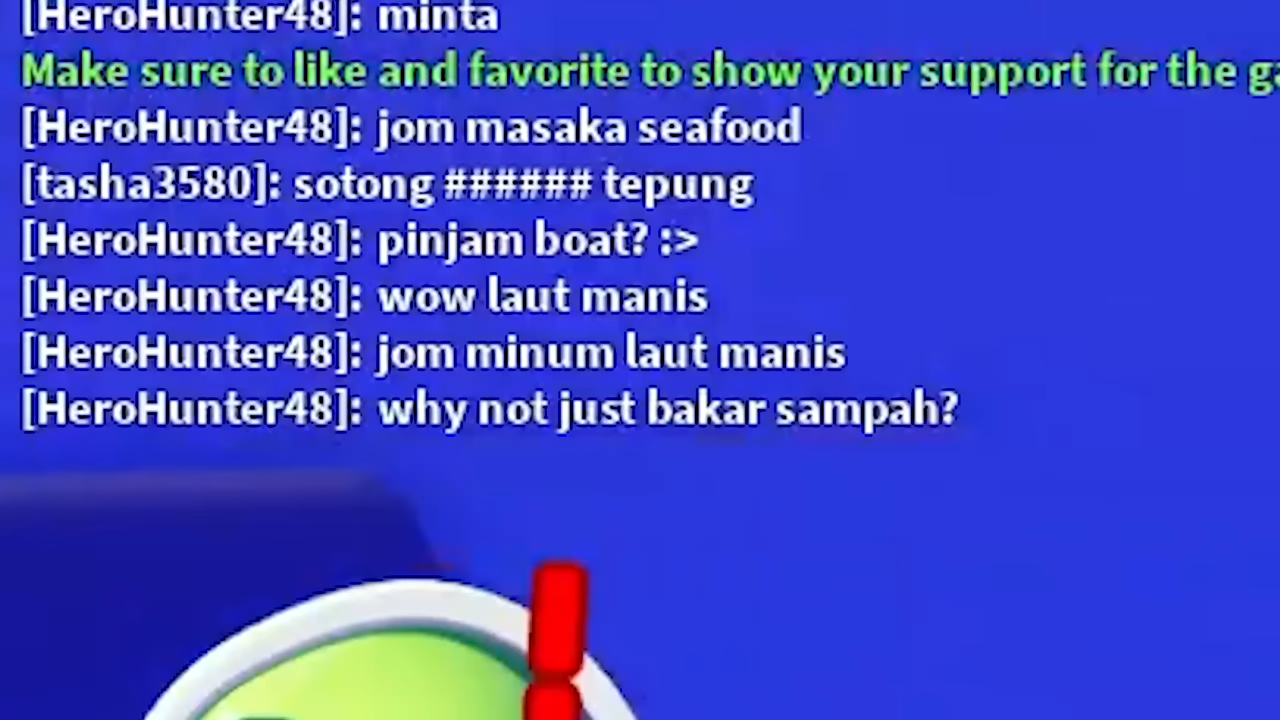 [HeroHunter48]: minta
Make sure to like and favorite to show your support for the
[HeroHunter48]: jom masaka seafood
[tasha3580]: sotong ###### tepung
[HeroHunter48]: pinjam boat? :>
[HeroHunter48]: wow laut manis
[HeroHunter48]: jom minum laut manis
[HeroHunter48]: why not just bakar sampah?